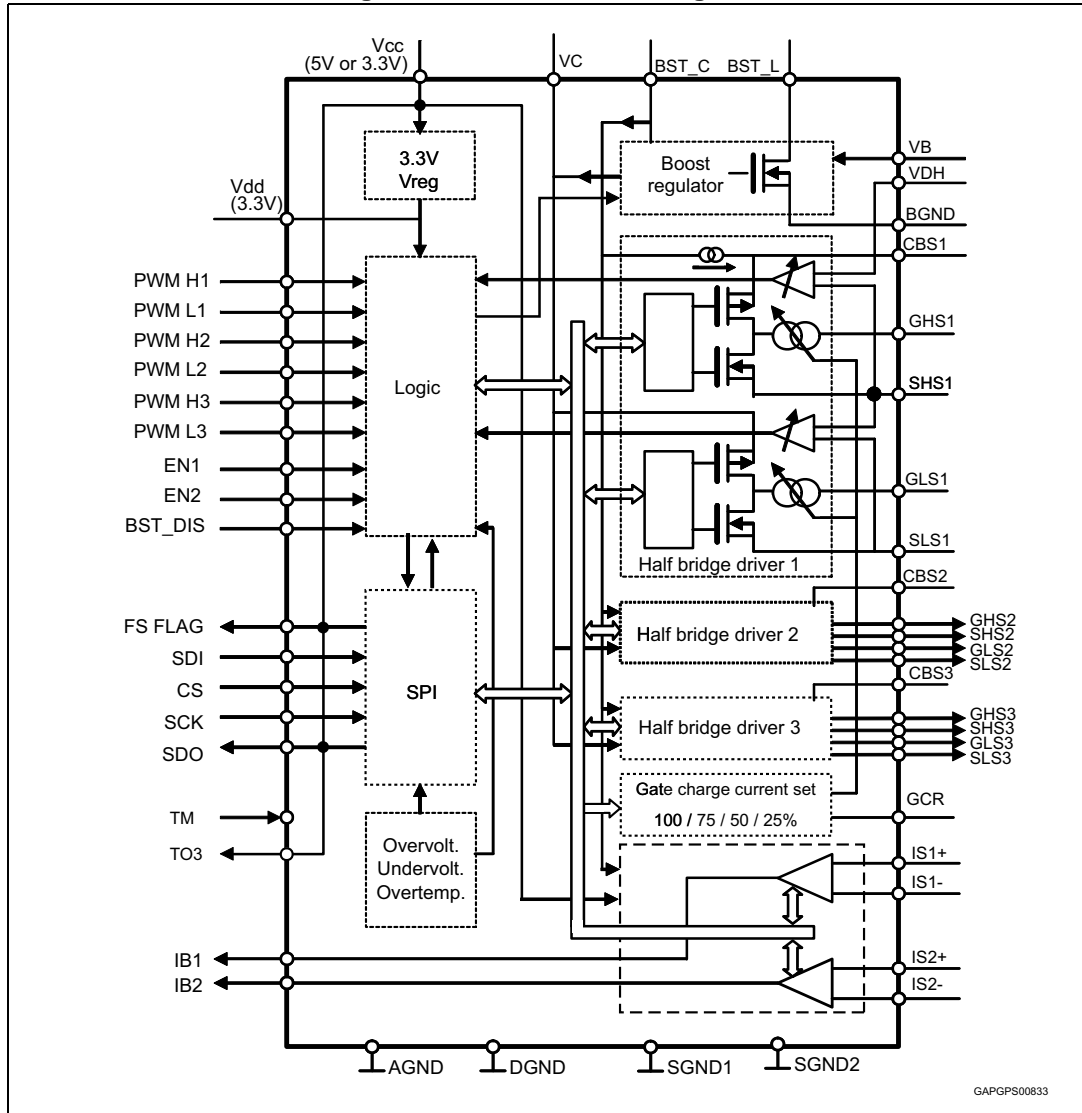 Vcc
(5V or 3.3V)
VC
BST_C
BST_L
3.3V
Vreg
Boost
regulator
VB
VDH
Vdd
(3.3V)
BGND
CBS1
PWM H1
PWM L1
PWM H2
PWM L2
PWM H3
PWM L3
EN1
EN2
BST_DIS
Logic
GHS1
SHS1
GLS1
SLS1
Half bridge driver 1
CBS2
FS FLAG
SDI
CS
SCK
SDO
SPI
Half bridge driver 2
GHS2
SHS2
GLS2
SLS2
CBS3
Half bridge driver 3
GHS3
SHS3
GLS3
SLS3
Gate charge current set
100 / 75 / 50 / 25%
GCR
TM
TO3
Overvolt.
Undervolt.
Overtemp.
IS1+
IS1-
IB1
IB2
IS2+
IS2-
AGND
DGND
SGND1
SGND2
GAPGPS00833